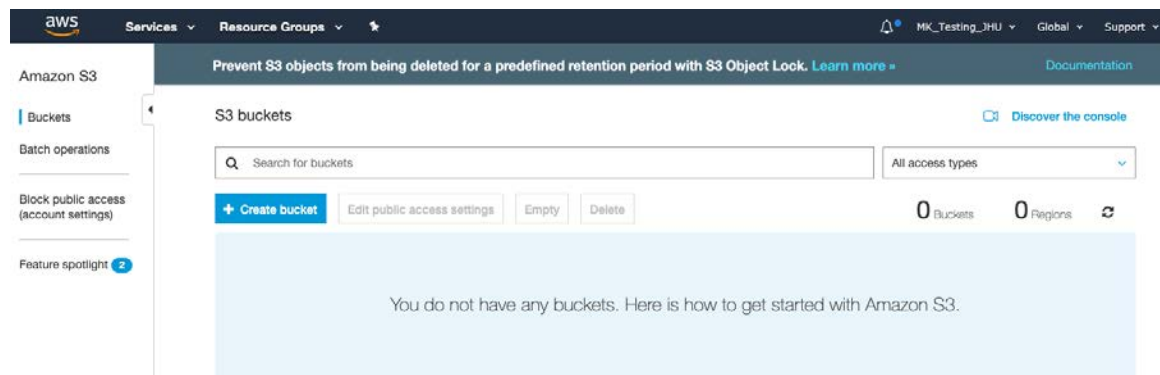 aws Services Resource Groups MK_Testing_JHU Global Support
Prevent S3 objects from being deleted for a predefined retention period with S3 Object Lock. Learn more » Documentation
Amazon S3
Buckets
Batch operations
Block public access
(account settings)
Feature spotlight 2
S3 buckets Discover the console
Search for buckets All access types
+ Create bucket Edit public access settings Empty Delete 0 Buckets 0 Regions
You do not have any buckets. Here is how to get started with Amazon S3.